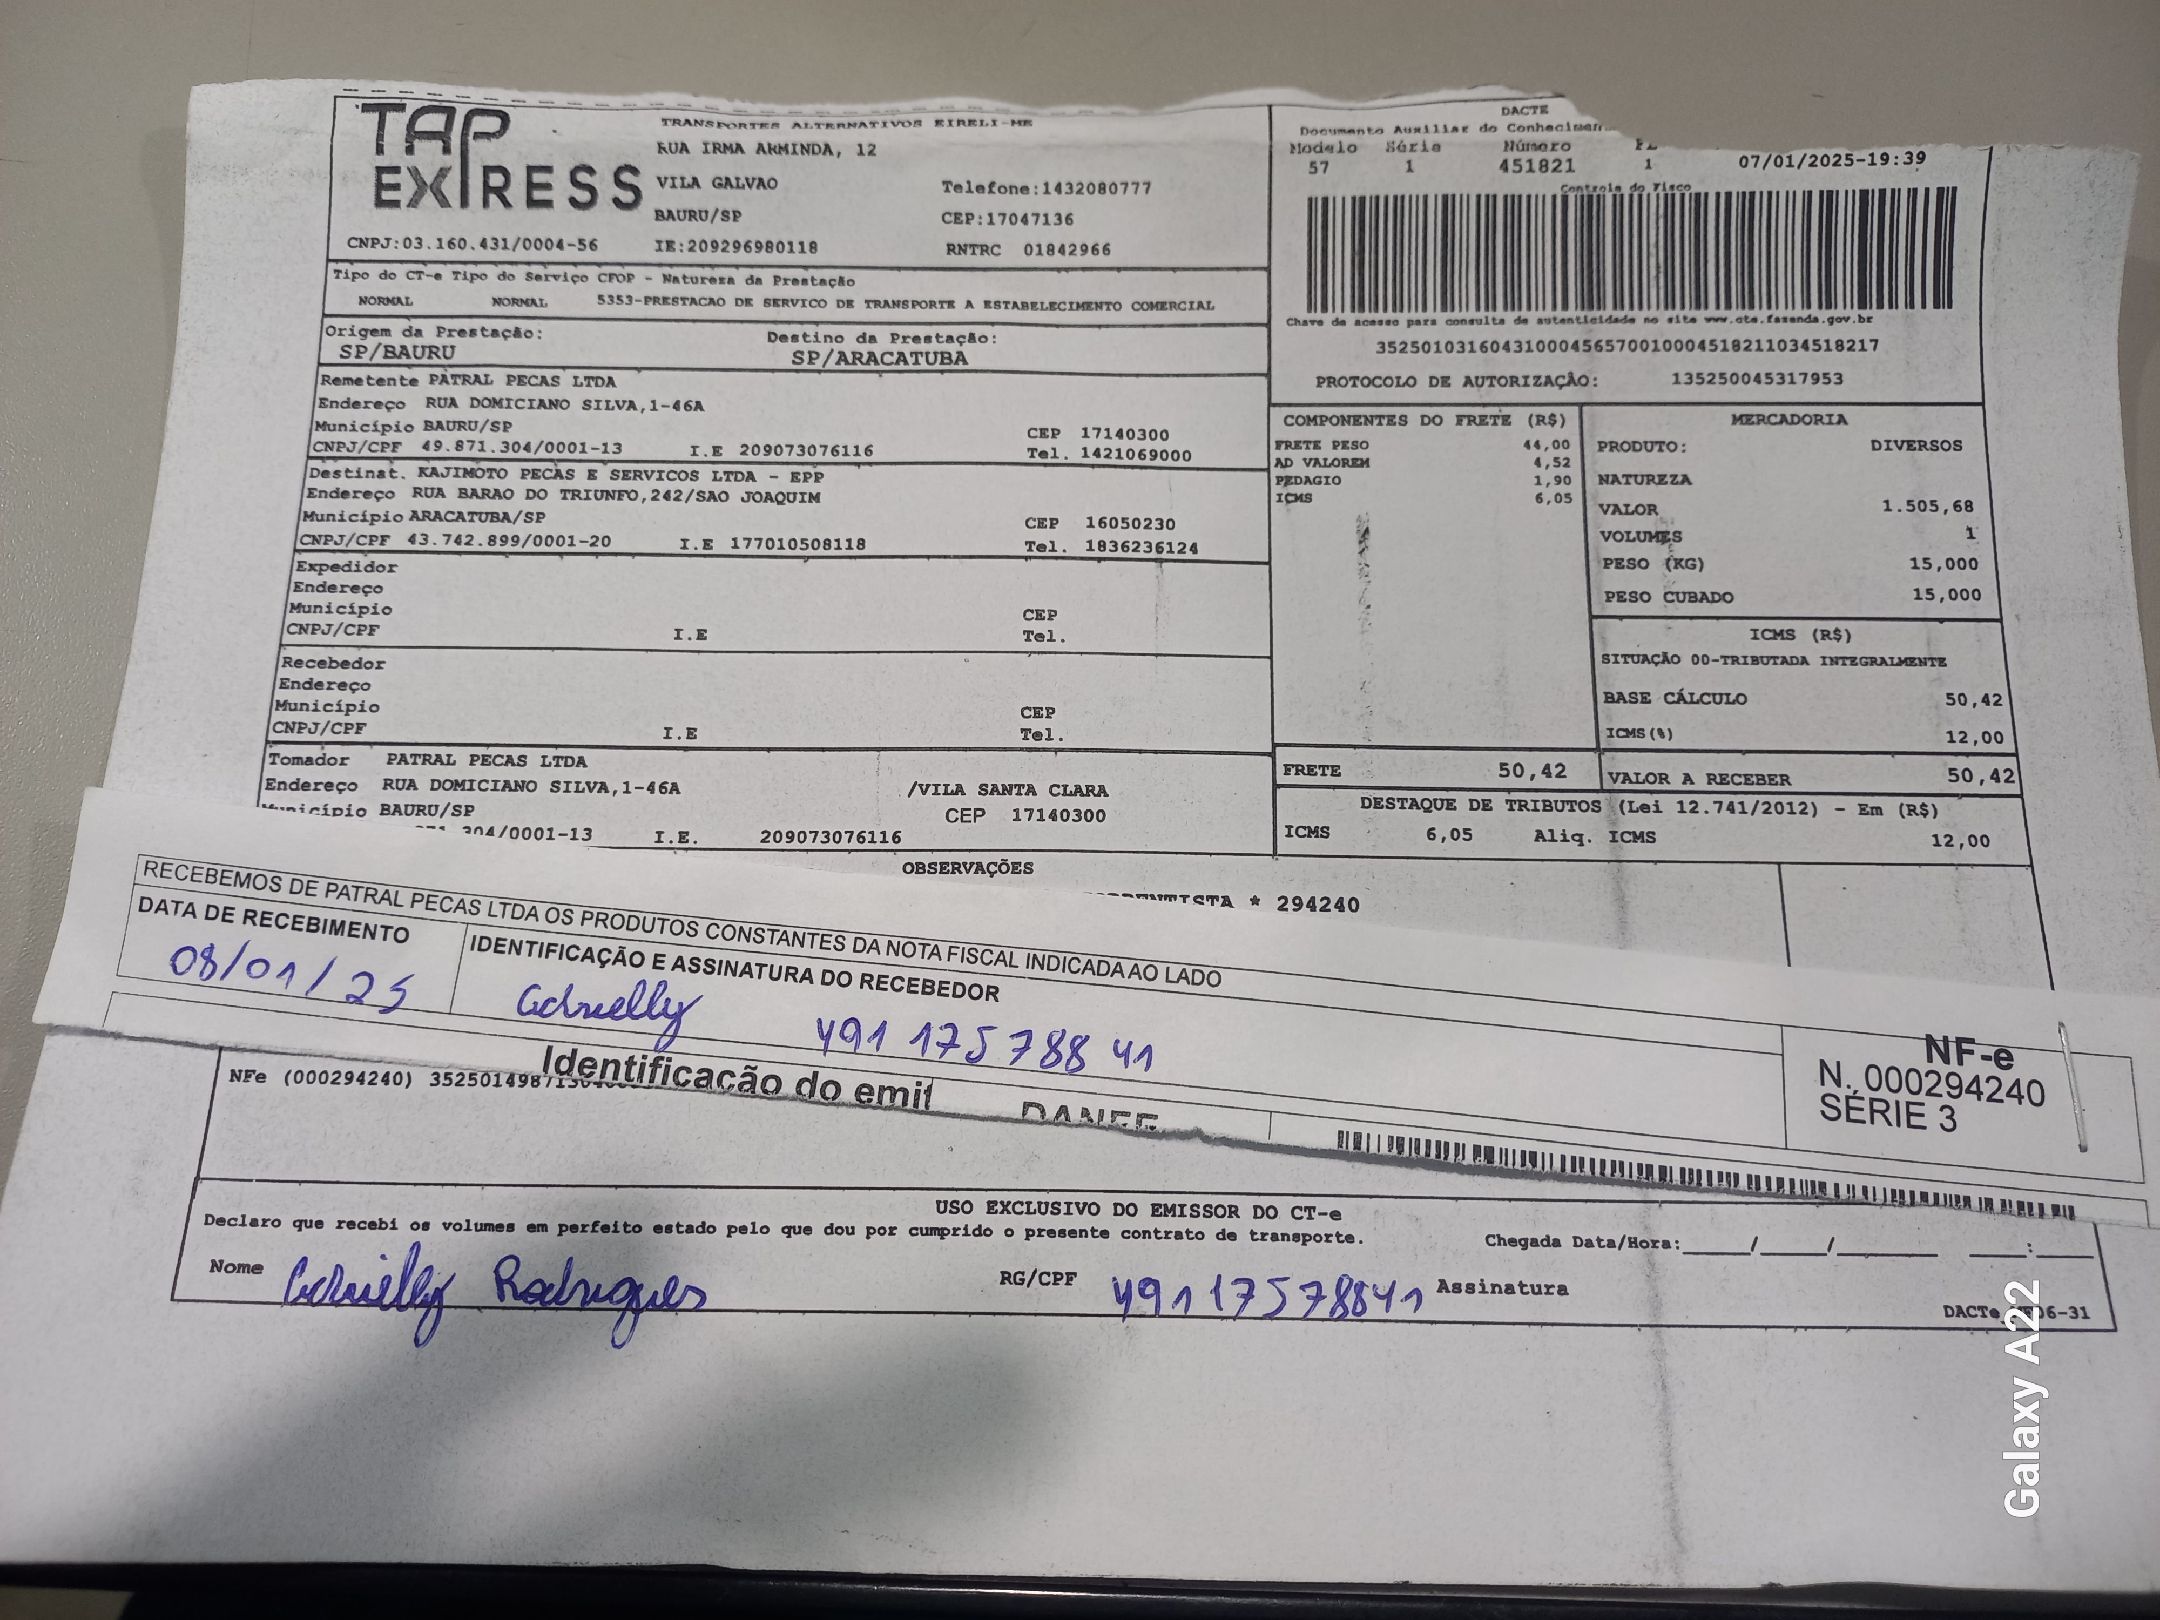 TAP EXPRESS
TRANSPORTES ALTERNATIVOS EIRELI-ME
RUA IRMA ARMINDA, 12
VILA GALVAO Telefone:1432080777
BAURU/SP CEP:17047136
CNPJ:03.160.431/0004-56 IE:209296980118 RNTRC 01842966
DACTE
Documento Auxiliar do
Modelo Série Número
57 1 451821 1 07/01/2025-19:39
Controle do Fisco
Chave de acesso para consulta de autenticidade no site www.cte.fazenda.gov.br
35250103160431000456570010004518211034518217
PROTOCOLO DE AUTORIZAÇÃO: 135250045317953
Tipo do CT-e Tipo do Serviço CFOP - Natureza da Prestação
NORMAL NORMAL 5353-PRESTACAO DE SERVICO DE TRANSPORTE A ESTABELECIMENTO COMERCIAL
Origem da Prestação: Destino da Prestação:
SP/BAURU SP/ARACATUBA
Remetente PATRAL PECAS LTDA
Endereço RUA DOMICIANO SILVA,1-46A
Município BAURU/SP CEP 17140300
CNPJ/CPF 49.871.304/0001-13 I.E 209073076116 Tel. 1421069000
Destinat. KAJIMOTO PECAS E SERVICOS LTDA - EPP
Endereço RUA BARAO DO TRIUNFO,242/SAO JOAQUIM
Município ARACATUBA/SP CEP 16050230
CNPJ/CPF 43.742.899/0001-20 I.E 177010508118 Tel. 1836236124
Expedidor
Endereço
Município CEP
CNPJ/CPF I.E Tel.
Recebedor
Endereço
Município CEP
CNPJ/CPF I.E Tel.
Tomador PATRAL PECAS LTDA
Endereço RUA DOMICIANO SILVA,1-46A /VILA SANTA CLARA
Município BAURU/SP CEP 17140300
304/0001-13 I.E. 209073076116
COMPONENTES DO FRETE (R$)
FRETE PESO 44,00
AD VALOREM 4,52
PEDAGIO 1,90
ICMS 6,05
MERCADORIA
PRODUTO: DIVERSOS
NATUREZA
VALOR 1.505,68
VOLUMES 1
PESO (KG) 15,000
PESO CUBADO 15,000
ICMS (R$)
SITUAÇÃO 00-TRIBUTADA INTEGRALMENTE
BASE CÁLCULO 50,42
ICMS(%) 12,00
FRETE 50,42 VALOR A RECEBER 50,42
DESTAQUE DE TRIBUTOS (Lei 12.741/2012) - Em (R$)
ICMS 6,05 Aliq. ICMS 12,00
OBSERVAÇÕES
* 294240
RECEBEMOS DE PATRAL PECAS LTDA OS PRODUTOS CONSTANTES DA NOTA FISCAL INDICADA AO LADO
DATA DE RECEBIMENTO IDENTIFICAÇÃO E ASSINATURA DO RECEBEDOR
08/01/25 491 175 788 41
NF-e
N. 000294240
SÉRIE 3
Identificação do emit
DANFE
NFe (000294240)
USO EXCLUSIVO DO EMISSOR DO CT-e
Declaro que recebi os volumes em perfeito estado pelo que dou por cumprido o presente contrato de transporte.
Chegada Data/Hora:_____/_____/_______ ____:____
Nome Rodrigues RG/CPF 49117578841 Assinatura
Galaxy A22